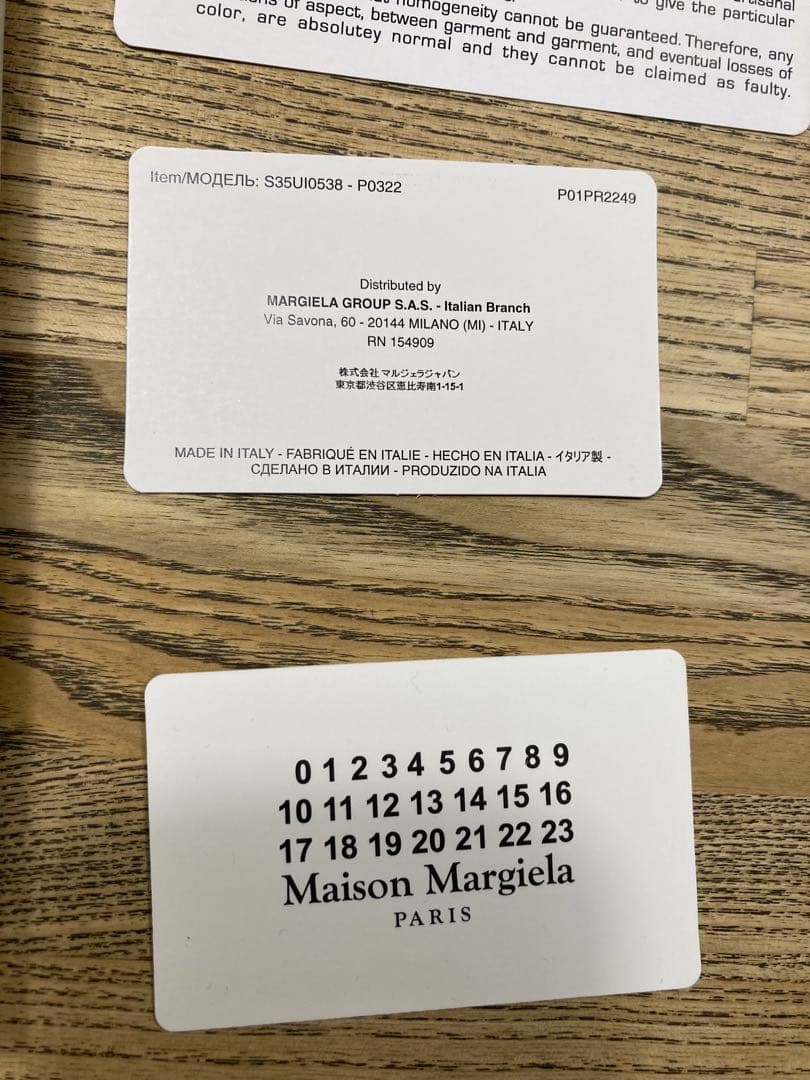 to give the particular
homogeneity cannot be guaranteed. Therefore, any
of aspect, between garment and garment, and eventual losses of
color, are absolutey normal and they cannot be claimed as faulty.
Item/МОДЕЛЬ: S35UI0538 - P0322
P01PR2249
Distributed by
MARGIELA GROUP S.A.S. - Italian Branch
Via Savona, 60 - 20144 MILANO (MI) - ITALY
RN 154909
株式会社 マルジェラジャパン
東京都渋谷区恵比寿南1-15-1
MADE IN ITALY - FABRIQUÉ EN ITALIE - HECHO EN ITALIA - イタリア製 -
СДЕЛАНО В ИТАЛИИ - PRODUZIDO NA ITALIA
0 1 2 3 4 5 6 7 8 9
10 11 12 13 14 15 16
17 18 19 20 21 22 23
Maison Margiela
PARIS